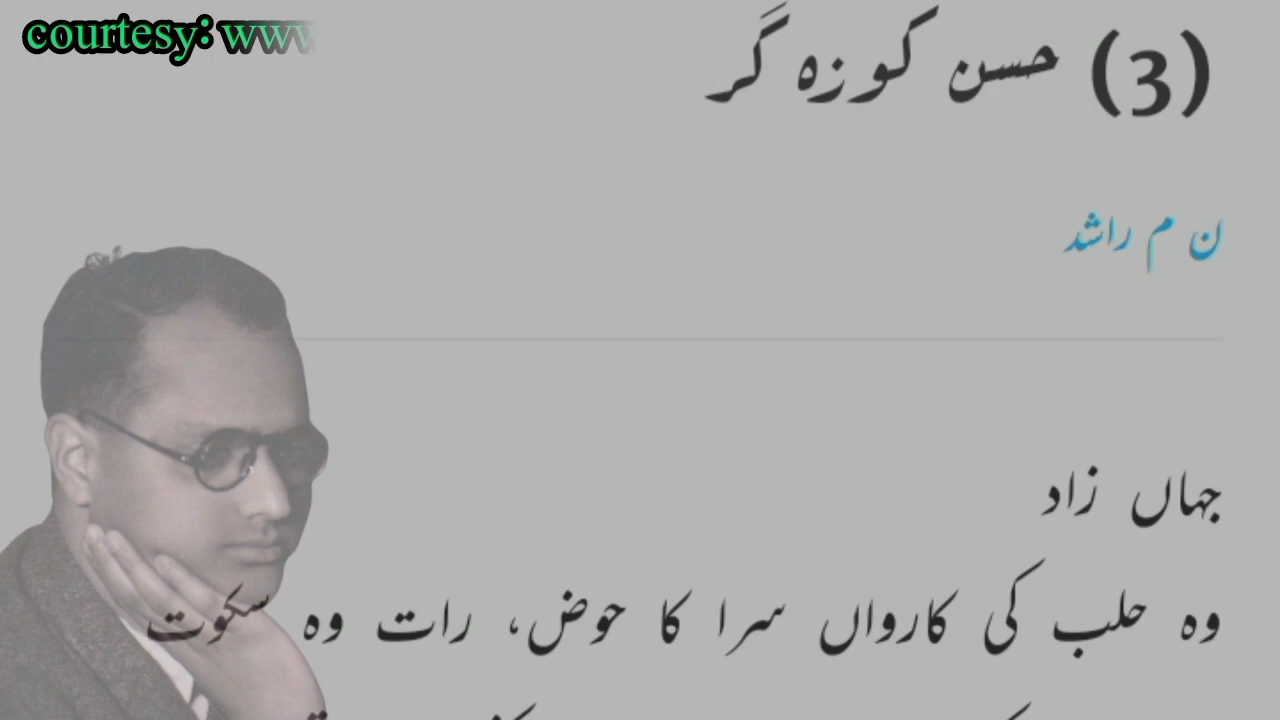 courtesy: www
(3) حسن کوزہ گر
ن م راشد
جہاں زاد
وہ حلب کی کارواں سرا کا حوض، رات وہ سکوت